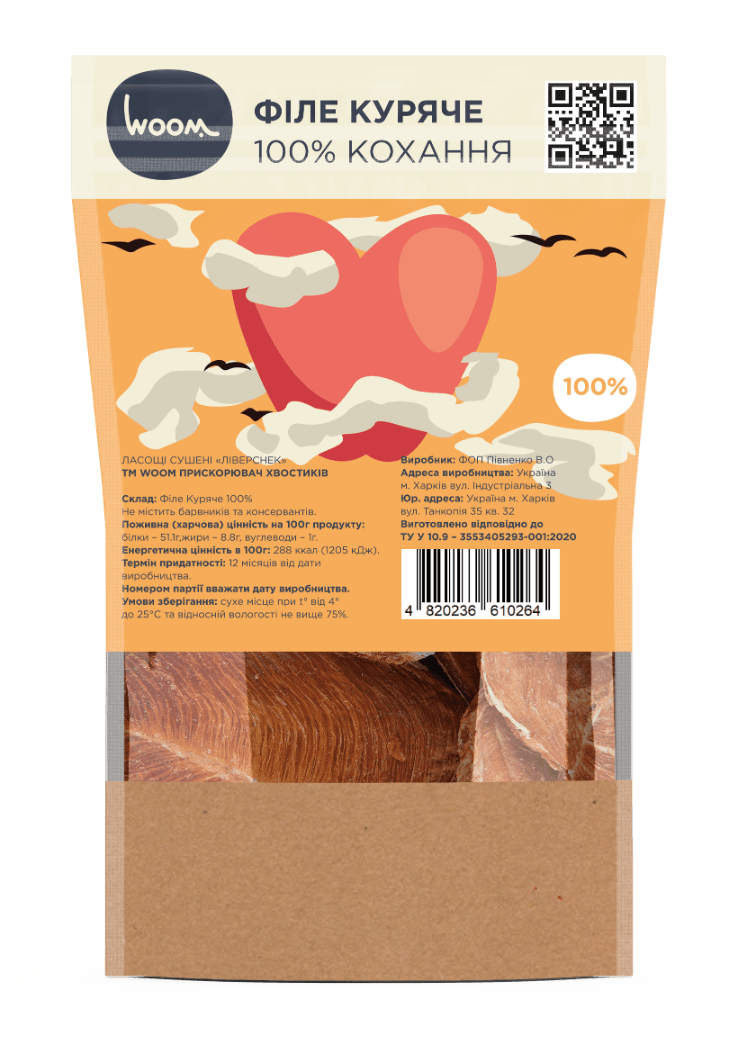 WOOM
ФІЛЕ КУРЯЧЕ
100% КОХАННЯ
100%
ЛАСОЩІ СУШЕНІ «ЛІВЕРСНЕК»
ТМ WOOM ПРИСКОРЮВАЧ ХВОСТИКІВ
Склад: Філе Куряче 100%
Не містить барвників та консервантів.
Поживна (харчова) цінність на 100г продукту:
білки – 51.1г,жири – 8.8г, вуглеводи – 1г.
Енергетична цінність в 100г: 288 ккал (1205 кДж).
Термін придатності: 12 місяців від дати
виробництва.
Номером партії вважати дату виробництва.
Умови зберігання: сухе місце при t° від 4°
до 25°C та відносній вологості не вище 75%.
Виробник: ФОП Півненко В.О
Адреса виробництва: Україна
м. Харків вул. Індустріальна 3
Юр. адреса: Україна м. Харків
вул. Танкопія 35 кв. 32
Виготовлено відповідно до
ТУ У 10.9 – 3553405293-001:2020
4 820236 610264